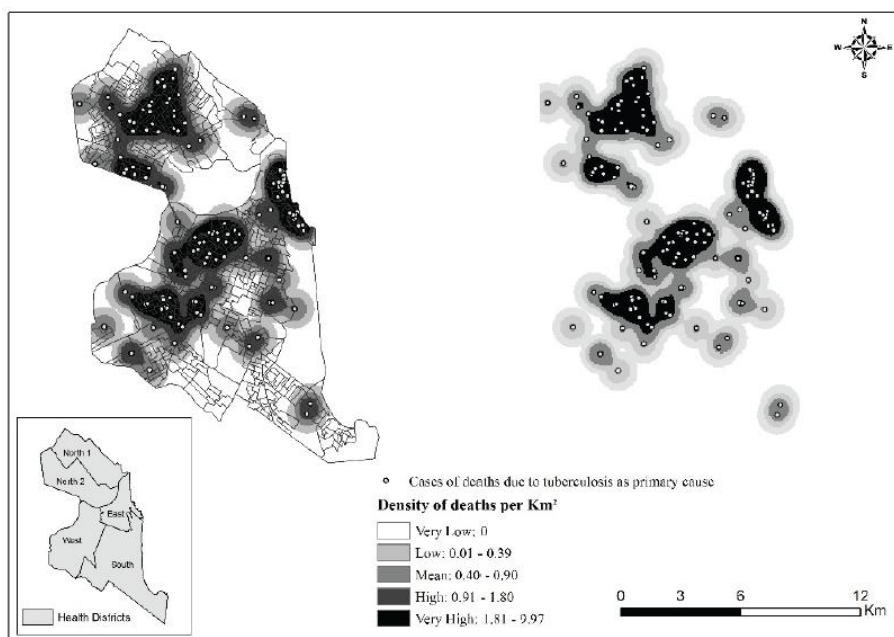 N
W E
S
North 1
North 2
East
West
South
Health Districts
Cases of deaths due to tuberculosis as primary cause
Density of deaths per Km²
Very Low: 0
Low: 0.01 - 0.39
Mean: 0.40 - 0.90
High: 0.91 - 1.80
Very High: 1.81 - 9.97
0 3 6 12
Km